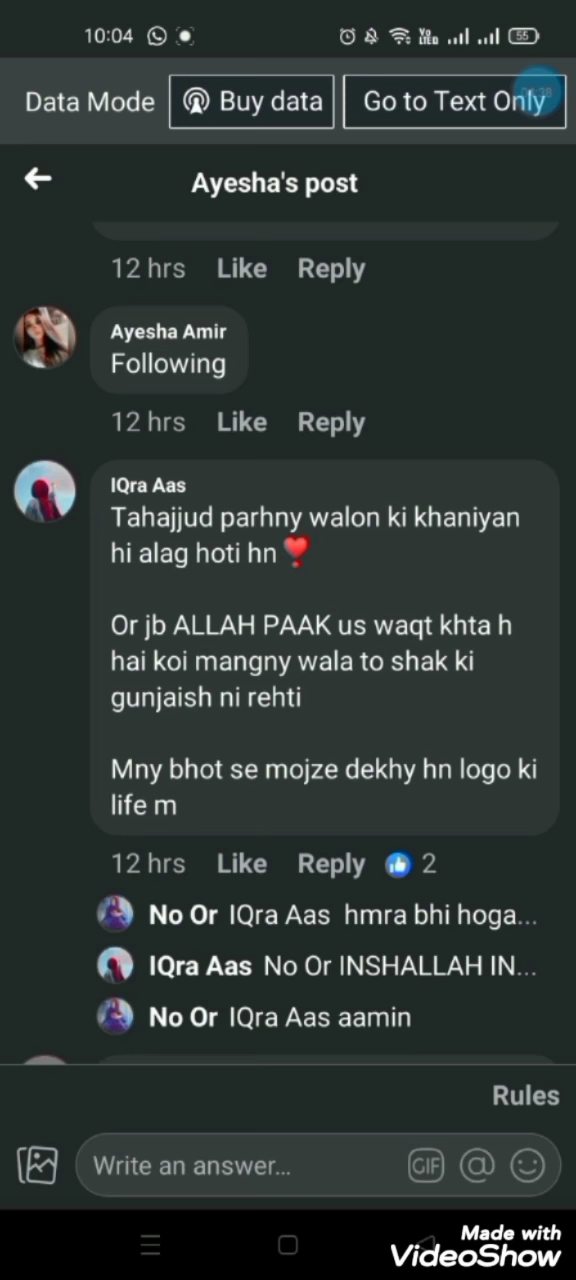 10:04
Vo LTED
55
Data Mode
Buy data
Go to Text Only
Ayesha's post
12 hrs Like Reply
Ayesha Amir
Following
12 hrs Like Reply
IQra Aas
Tahajjud parhny walon ki khaniyan
hi alag hoti hn❣
Or jb ALLAH PAAK us waqt khta h
hai koi mangny wala to shak ki
gunjaish ni rehti
Mny bhot se mojze dekhy hn logo ki
life m
12 hrs Like Reply 2
No Or IQra Aas hmra bhi hoga...
IQra Aas No Or INSHALLAH IN...
No Or IQra Aas aamin
Rules
Write an answer...
GIF
@
Made with
VideoShow